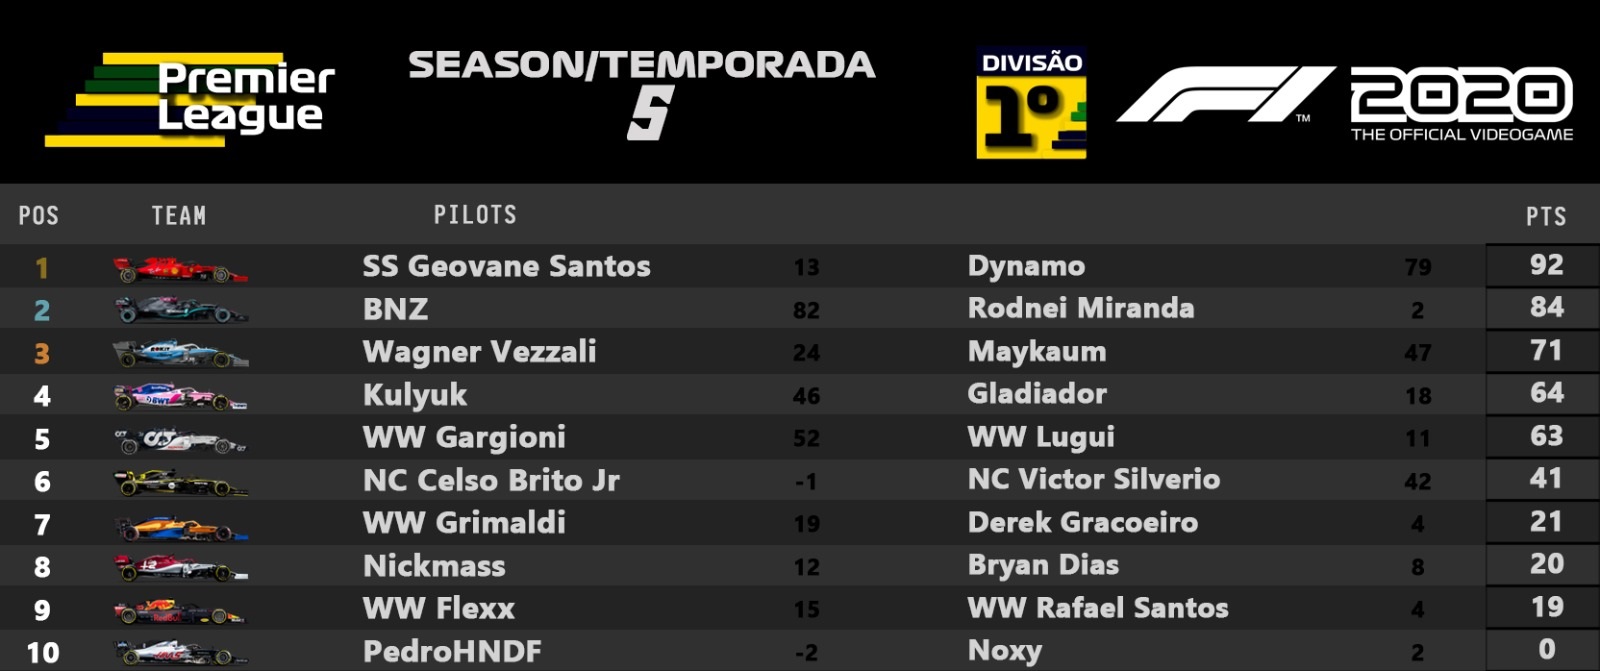 Premier
League
SEASON/TEMPORADA
5
DIVISÃO
1º
F1™
2020
THE OFFICIAL VIDEOGAME
POS TEAM PILOTS PTS
1 SS Geovane Santos 13 Dynamo 79 92
2 BNZ 82 Rodnei Miranda 2 84
3 Wagner Vezzali 24 Maykaum 47 71
4 Kulyuk 46 Gladiador 18 64
5 WW Gargioni 52 WW Lugui 11 63
6 NC Celso Brito Jr -1 NC Victor Silverio 42 41
7 WW Grimaldi 19 Derek Gracoeiro 4 21
8 Nickmass 12 Bryan Dias 8 20
9 WW Flexx 15 WW Rafael Santos 4 19
10 PedroHNDF -2 Noxy 2 0